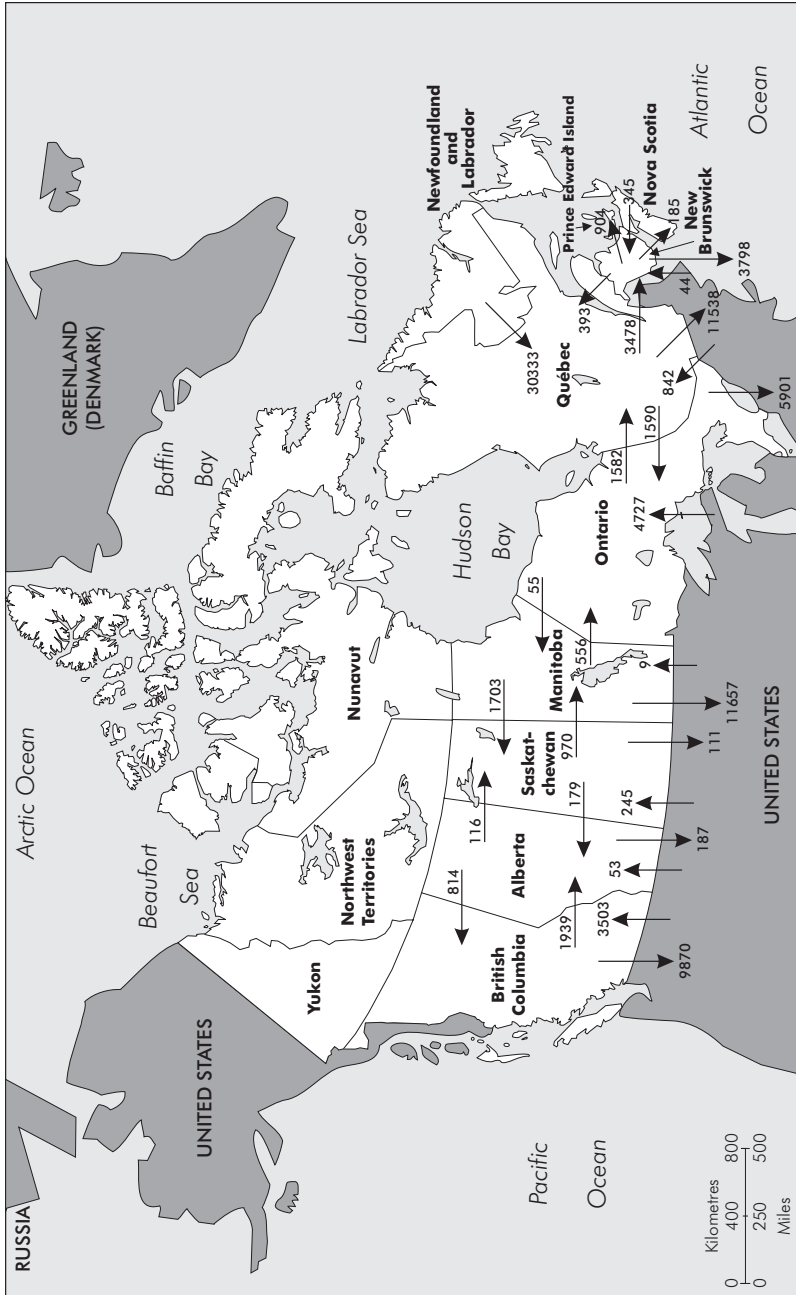 RUSSIA
Arctic Ocean
GREENLAND
(DENMARK)
Beaufort
Sea
Baffin
Bay
UNITED STATES
Labrador Sea
Yukon
Northwest
Territories
Nunavut
Hudson
Bay
Newfoundland
and
Labrador
Pacific
Ocean
British
Columbia
Alberta
Saskat-
chewan
Manitoba
Ontario
Québec
Prince Edward Island
Nova Scotia
New
Brunswick
Atlantic
Ocean
814
116
1703
55
30333
1939
179
970
556
1582
1590
393
904
345
185
3478
44
3798
842
11538
9870
3503
53
187
245
111
11657
9
4727
5901
UNITED STATES
Kilometres
0 400 800
0 250 500
Miles